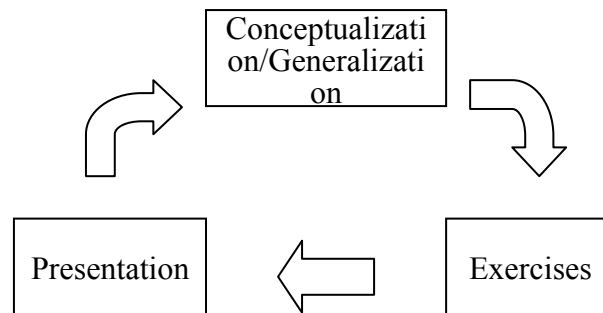 Conceptualizati
on/Generalizati
on
Presentation
Exercises